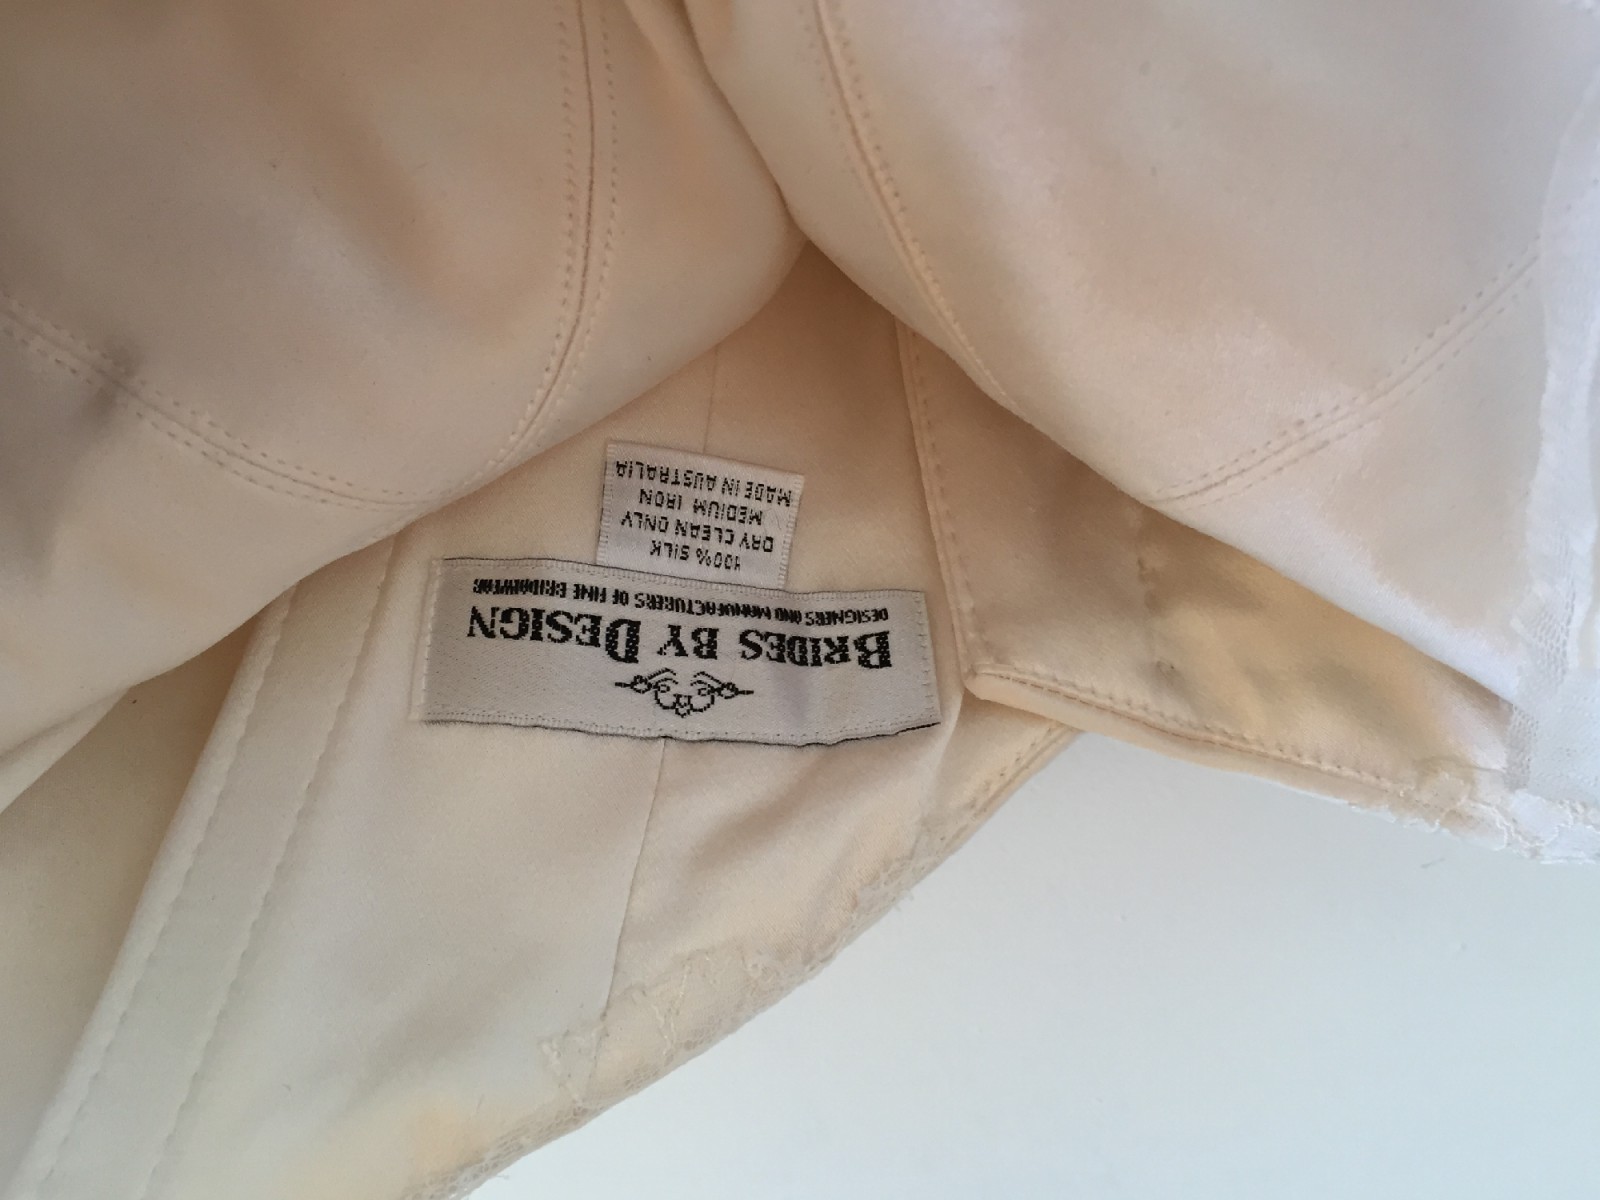 BRIDES BY DESIGN
DESIGNERS AND MANUFACTURERS OF FINE BRIDALWEAR
100% SILK
DRY CLEAN ONLY
MEDIUM IRON
MADE IN AUSTRALIA